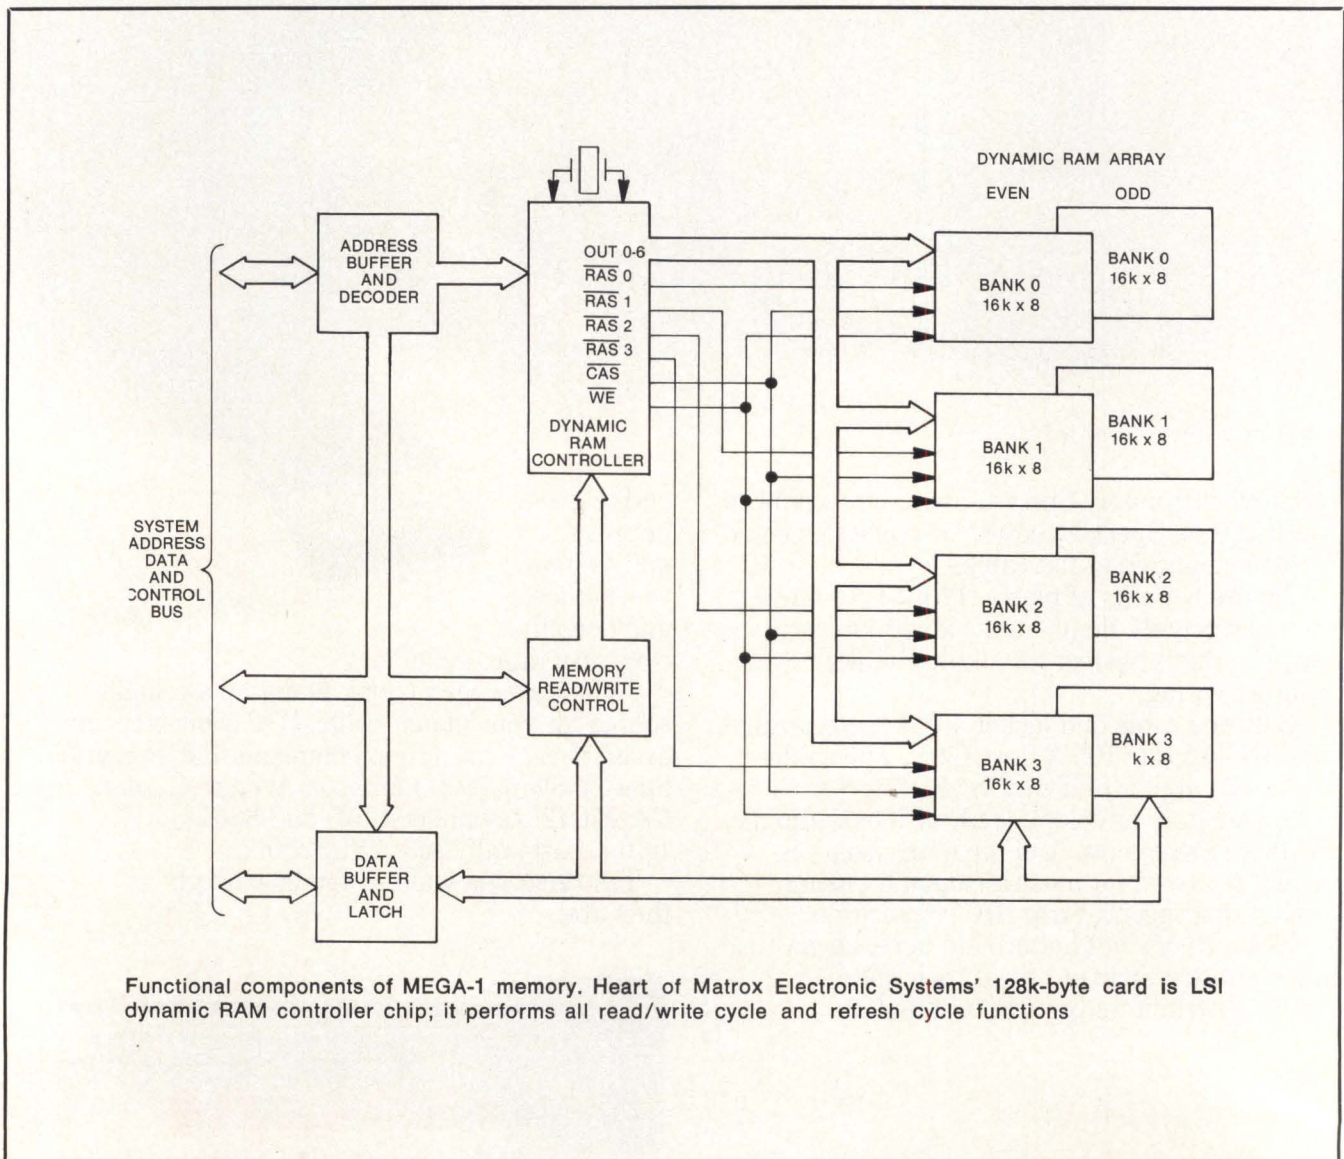 DYNAMIC RAM ARRAY
EVEN
ODD
ADDRESS
BUFFER
AND
DECODER
OUT 0-6
RAS 0
RAS 1
RAS 2
RAS 3
CAS
WE
DYNAMIC
RAM
CONTROLLER
BANK 0
16k x 8
BANK 0
16k x 8
BANK 1
16k x 8
BANK 1
16k x 8
SYSTEM
ADDRESS
DATA
AND
CONTROL
BUS
BANK 2
16k x 8
BANK 2
16k x 8
MEMORY
READ/WRITE
CONTROL
BANK 3
16k x 8
BANK 3
k x 8
DATA
BUFFER
AND
LATCH
Functional components of MEGA-1 memory. Heart of Matrox Electronic Systems' 128k-byte card is LSI
dynamic RAM controller chip; it performs all read/write cycle and refresh cycle functions